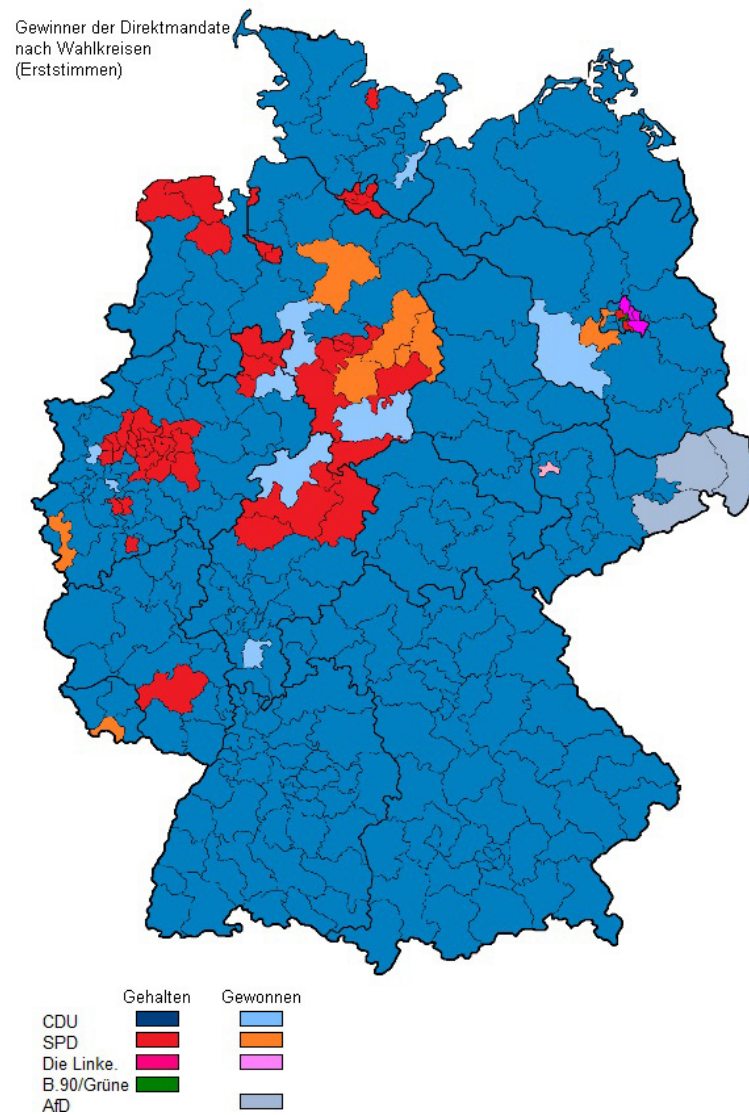 Gewinner der Direktmandate
nach Wahlkreisen
(Erststimmen)
Gehalten Gewonnen
CDU
SPD
Die Linke.
B.90/Grüne
AfD